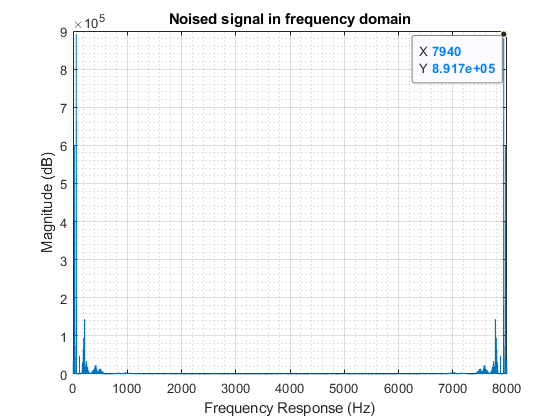 Noised signal in frequency domain
×10^5
9
8
7
6
5
4
3
2
1
0
Magnitude (dB)
X 7940
Y 8.917e+05
0 1000 2000 3000 4000 5000 6000 7000 8000
Frequency Response (Hz)